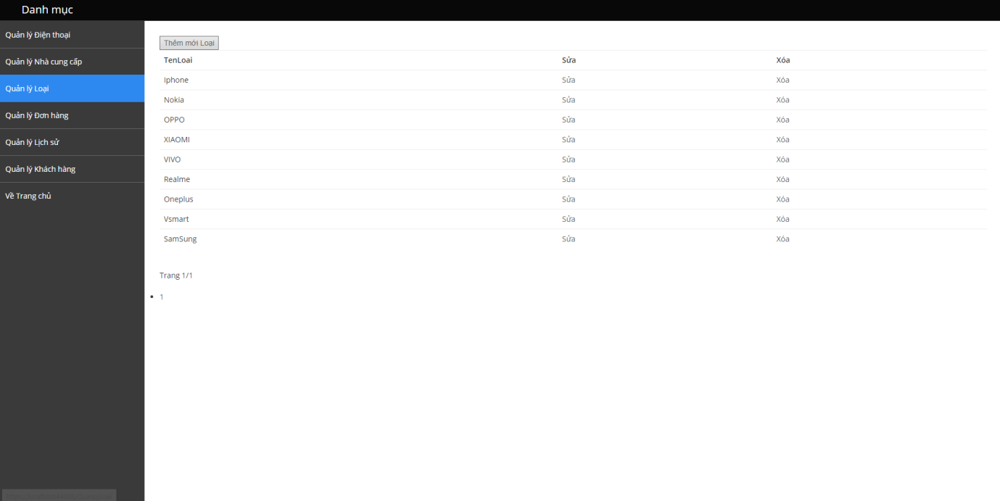 Danh mục
Quản lý Điện thoại
Quản lý Nhà cung cấp
Quản lý Loại
Quản lý Đơn hàng
Quản lý Lịch sử
Quản lý Khách hàng
Về Trang chủ
Thêm mới Loại
TenLoai Sửa Xóa
Iphone Sửa Xóa
Nokia Sửa Xóa
OPPO Sửa Xóa
XIAOMI Sửa Xóa
VIVO Sửa Xóa
Realme Sửa Xóa
Oneplus Sửa Xóa
Vsmart Sửa Xóa
SamSung Sửa Xóa
Trang 1/1
• 1